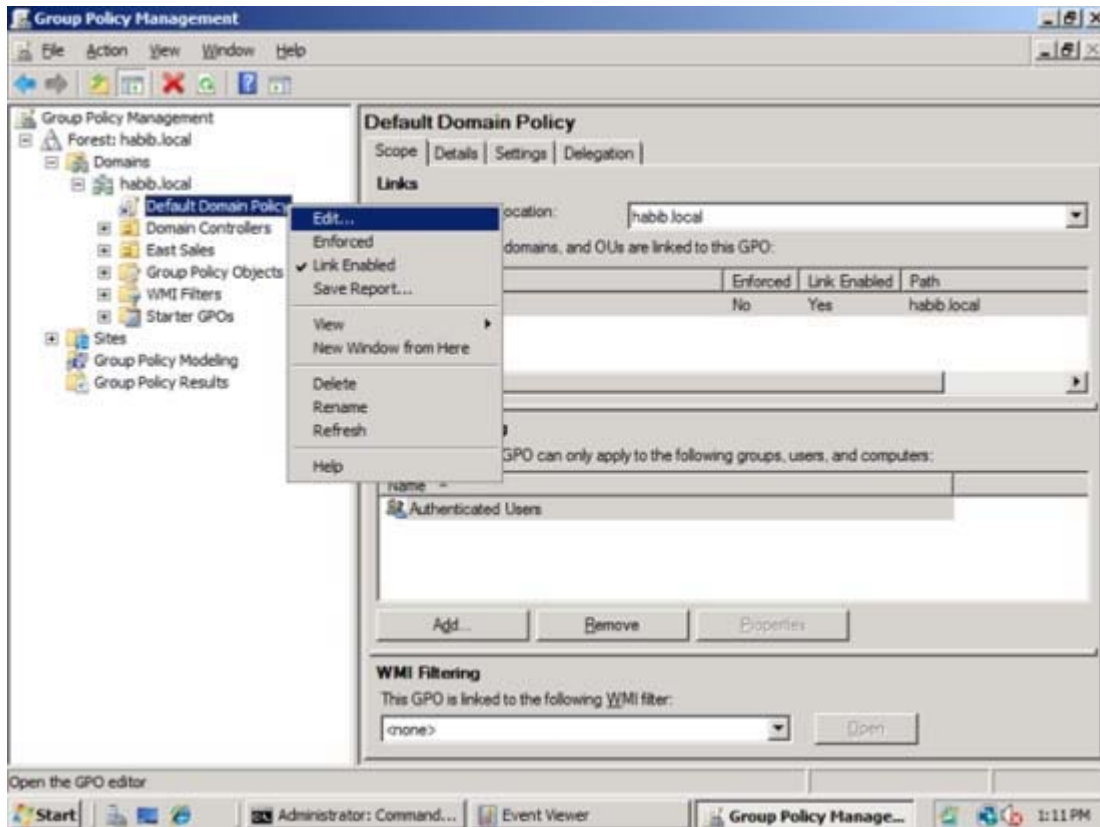 Group Policy Management
File Action View Window Help
Group Policy Management
Forest: habib.local
Domains
habib.local
Default Domain Policy
Domain Controllers
East Sales
Group Policy Objects
WMI Filters
Starter GPOs
Sites
Group Policy Modeling
Group Policy Results
Edit...
Enforced
Link Enabled
Save Report...
View
New Window from Here
Delete
Rename
Refresh
Help
Default Domain Policy
Scope Details Settings Delegation
Links
ocation: habib.local
domains, and OUs are linked to this GPO:
Enforced Link Enabled Path
No Yes habib.local
GPO can only apply to the following groups, users, and computers:
Name
Authenticated Users
Add... Remove Properties
WMI Filtering
This GPO is linked to the following WMI filter:
<none> Open
Open the GPO editor
Start Administrator: Command... Event Viewer Group Policy Manage... 1:11 PM